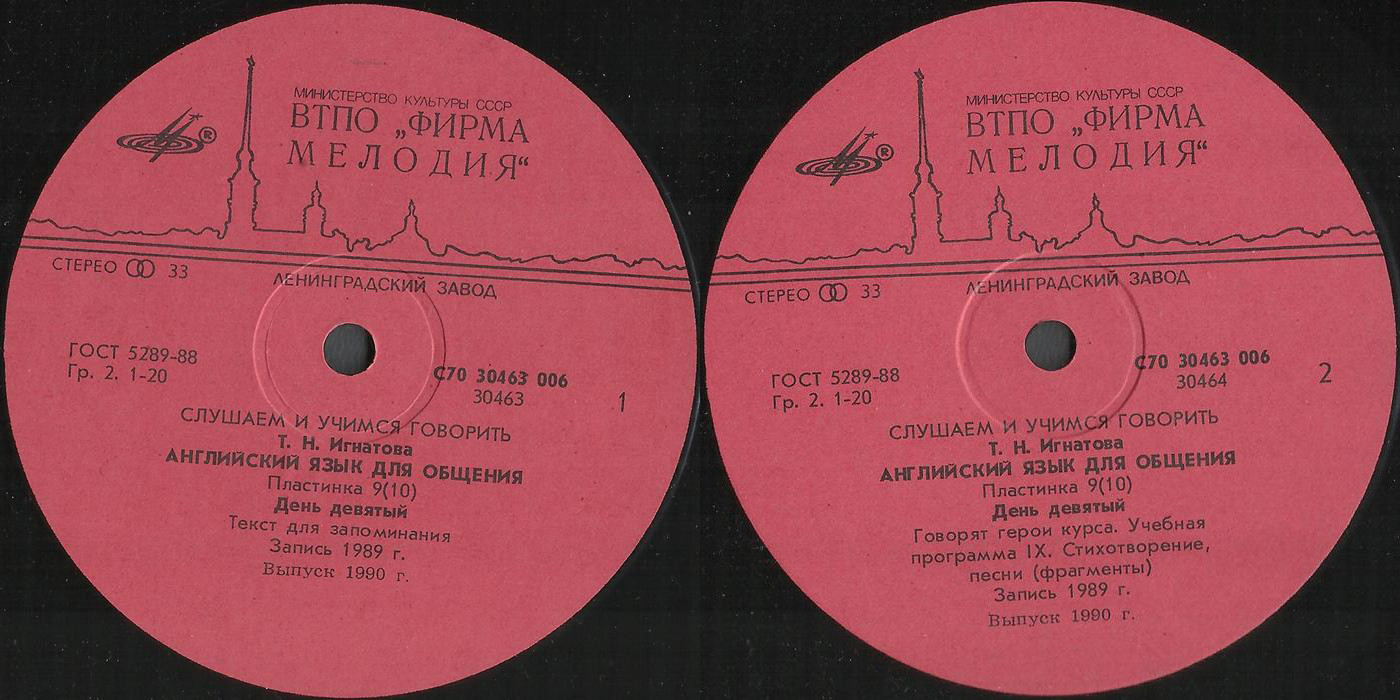 МИНИСТЕРСТВО КУЛЬТУРЫ СССР
ВТПО „ФИРМА
МЕЛОДИЯ“
®
СТЕРЕО 33
ЛЕНИНГРАДСКИЙ ЗАВОД
ГОСТ 5289-88
Гр. 2. 1-20
С70 30463 006
30463
1
СЛУШАЕМ И УЧИМСЯ ГОВОРИТЬ
Т. Н. Игнатова
АНГЛИЙСКИЙ ЯЗЫК ДЛЯ ОБЩЕНИЯ
Пластинка 9(10)
День девятый
Текст для запоминания
Запись 1989 г.
Выпуск 1990 г.
МИНИСТЕРСТВО КУЛЬТУРЫ СССР
ВТПО „ФИРМА
МЕЛОДИЯ“
®
СТЕРЕО 33
ЛЕНИНГРАДСКИЙ ЗАВОД
ГОСТ 5289-88
Гр. 2. 1-20
С70 30463 006
30464
2
СЛУШАЕМ И УЧИМСЯ ГОВОРИТЬ
Т. Н. Игнатова
АНГЛИЙСКИЙ ЯЗЫК ДЛЯ ОБЩЕНИЯ
Пластинка 9(10)
День девятый
Говорят герои курса. Учебная
программа IX. Стихотворение,
песни (фрагменты)
Запись 1989 г.
Выпуск 1990 г.